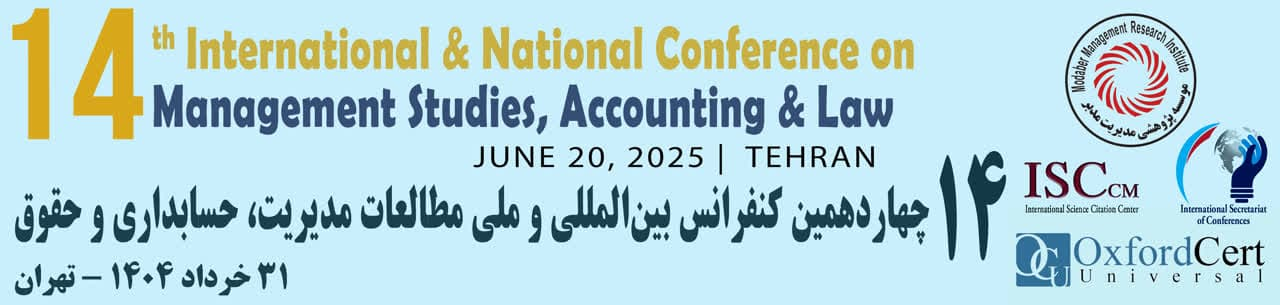 14th International & National Conference on
Management Studies, Accounting & Law
JUNE 20, 2025 | TEHRAN
۱۴ چهاردهمین کنفرانس بین‌المللی و ملی مطالعات مدیریت، حسابداری و حقوق
۳۱ خرداد ۱۴۰۴ – تهران
Modaber Management Research Institute
موسسه پژوهشی مدیریت مدبر
ISCCM
International Science Citation Center
International Secretariat
of Conferences
OCU
OxfordCert
Universal